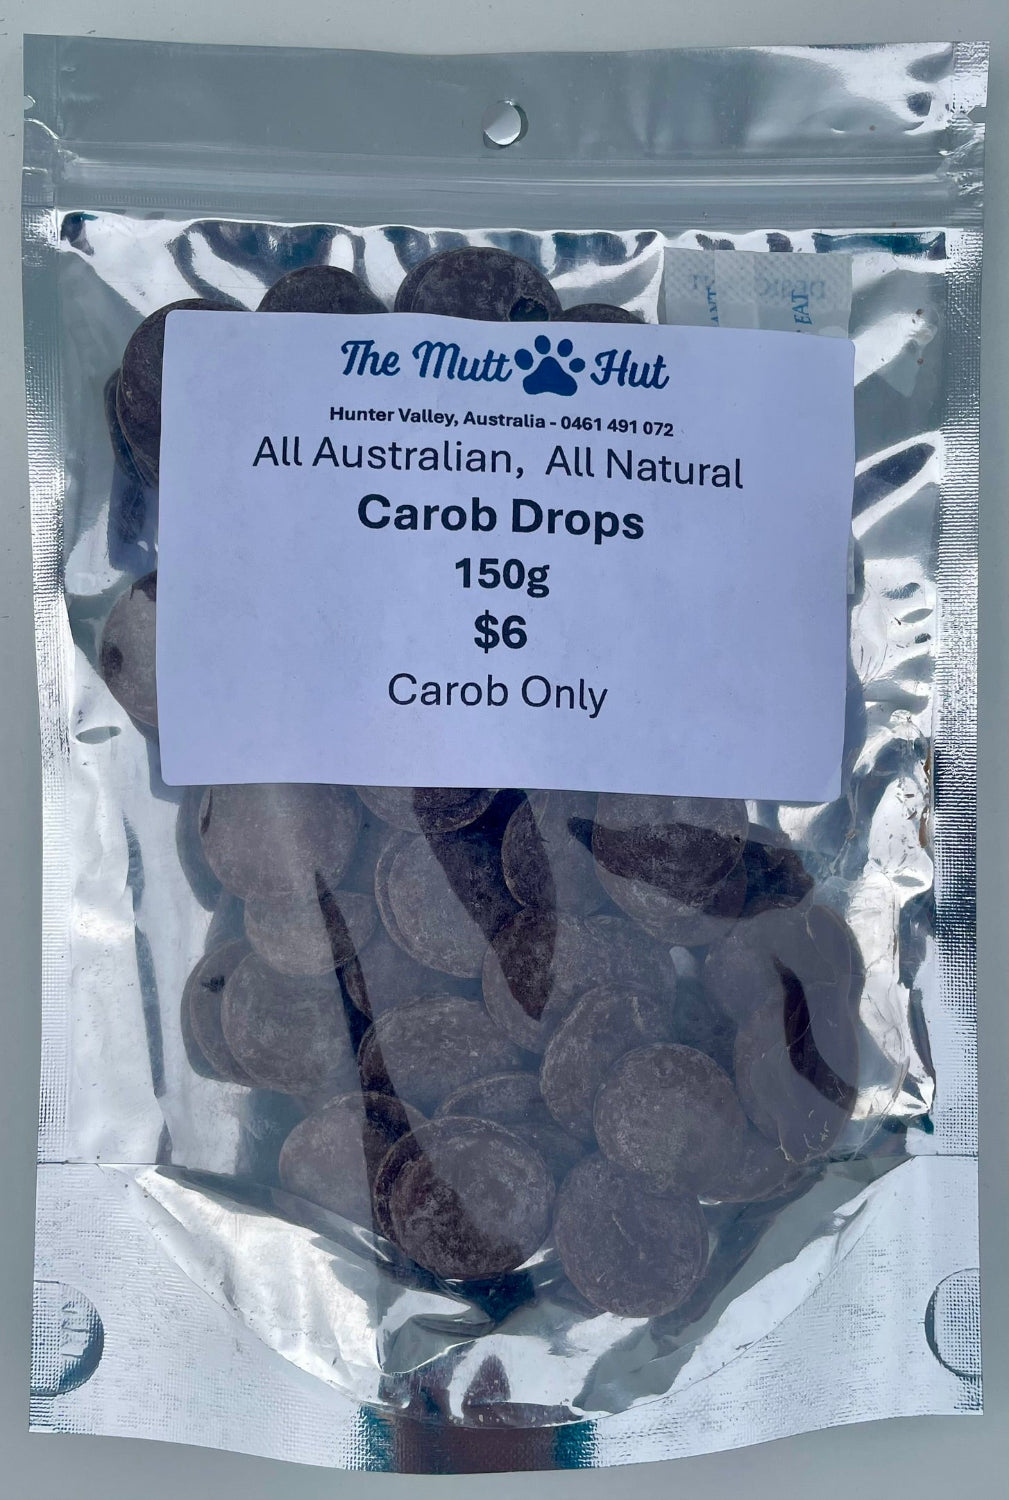 The Mutt Hut
Hunter Valley, Australia - 0461 491 072
All Australian, All Natural
Carob Drops
150g
$6
Carob Only
EAT